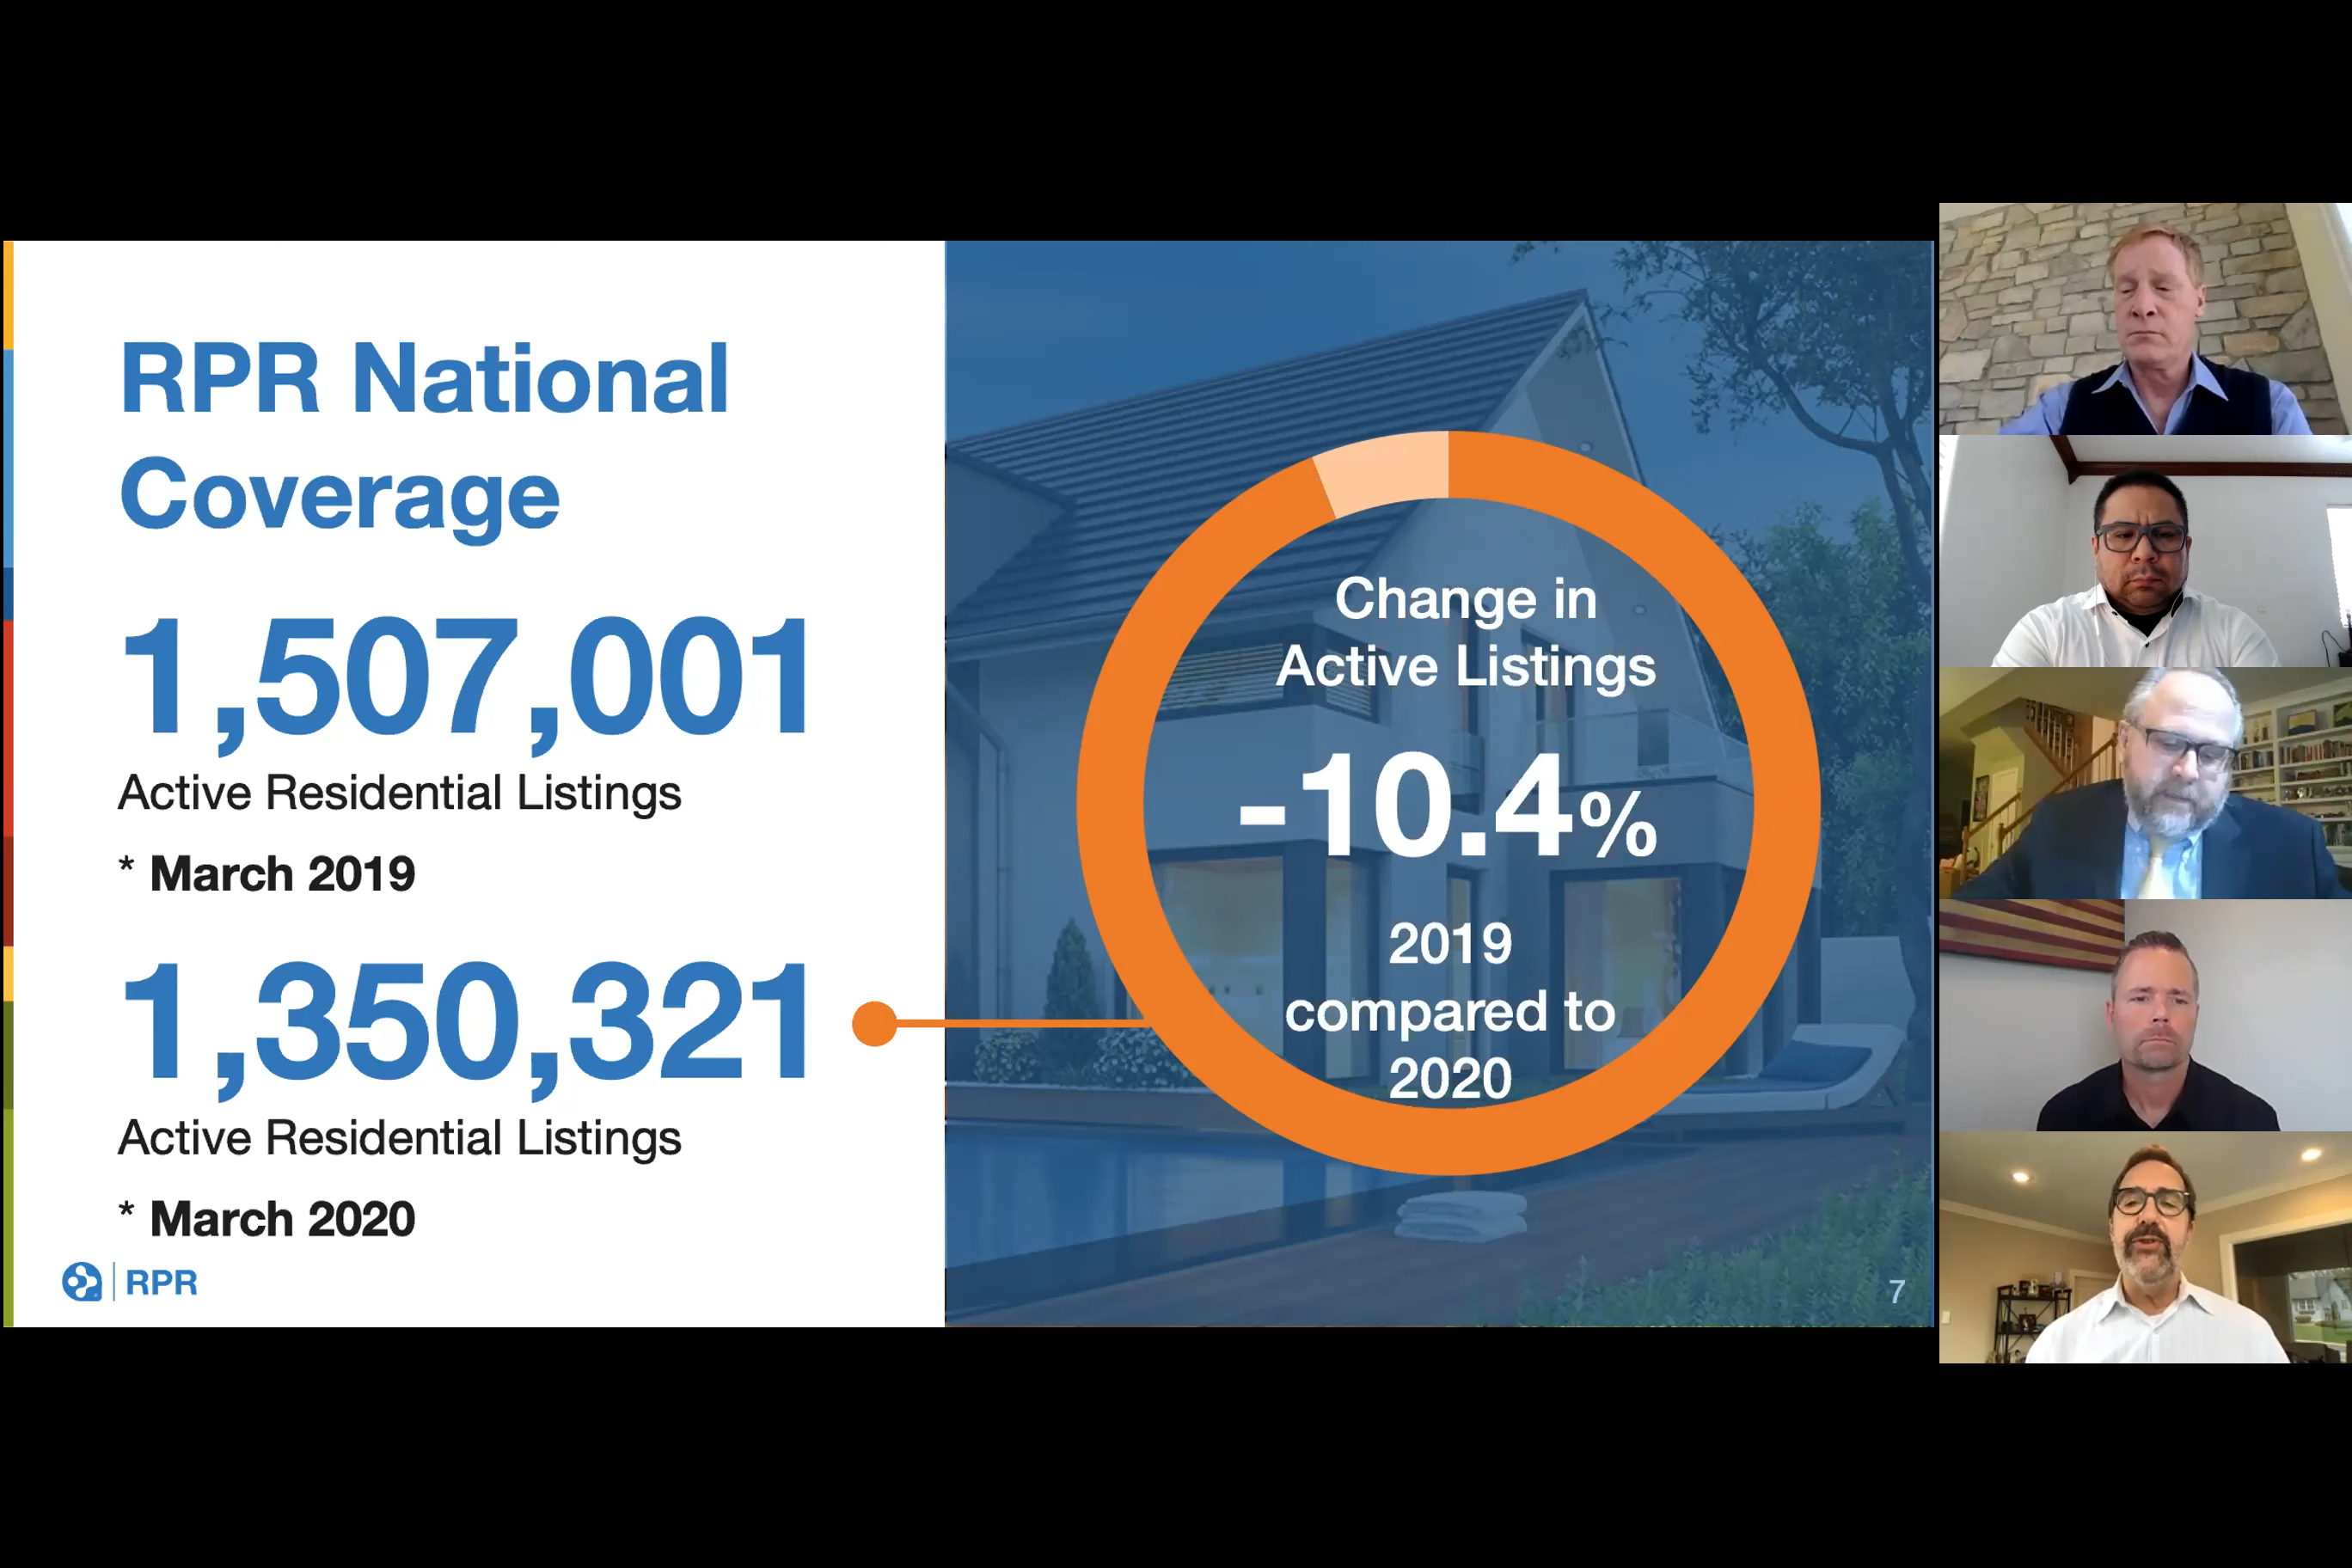 RPR National
Coverage
1,507,001
Active Residential Listings
* March 2019
1,350,321
Active Residential Listings
* March 2020
RPR
Change in
Active Listings
-10.4%
2019
compared to
2020
7